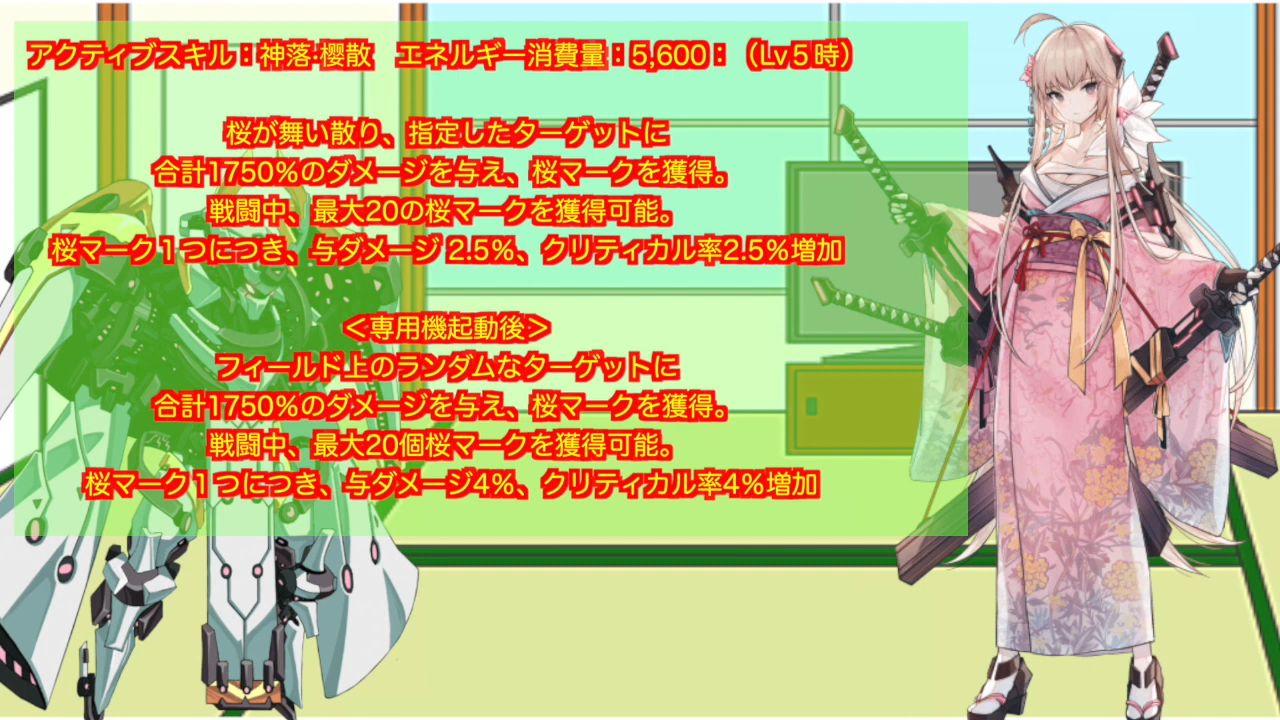 アクティブスキル：神落·樱散　エネルギー消費量：5,600：（Lv５時）
桜が舞い散り、指定したターゲットに
合計1750％のダメージを与え、桜マークを獲得。
戦闘中、最大20の桜マークを獲得可能。
桜マーク１つにつき、与ダメージ 2.5％、クリティカル率2.5％増加
＜専用機起動後＞
フィールド上のランダムなターゲットに
合計1750％のダメージを与え、桜マークを獲得。
戦闘中、最大20個桜マークを獲得可能。
桜マーク１つにつき、与ダメージ4％、クリティカル率4％増加